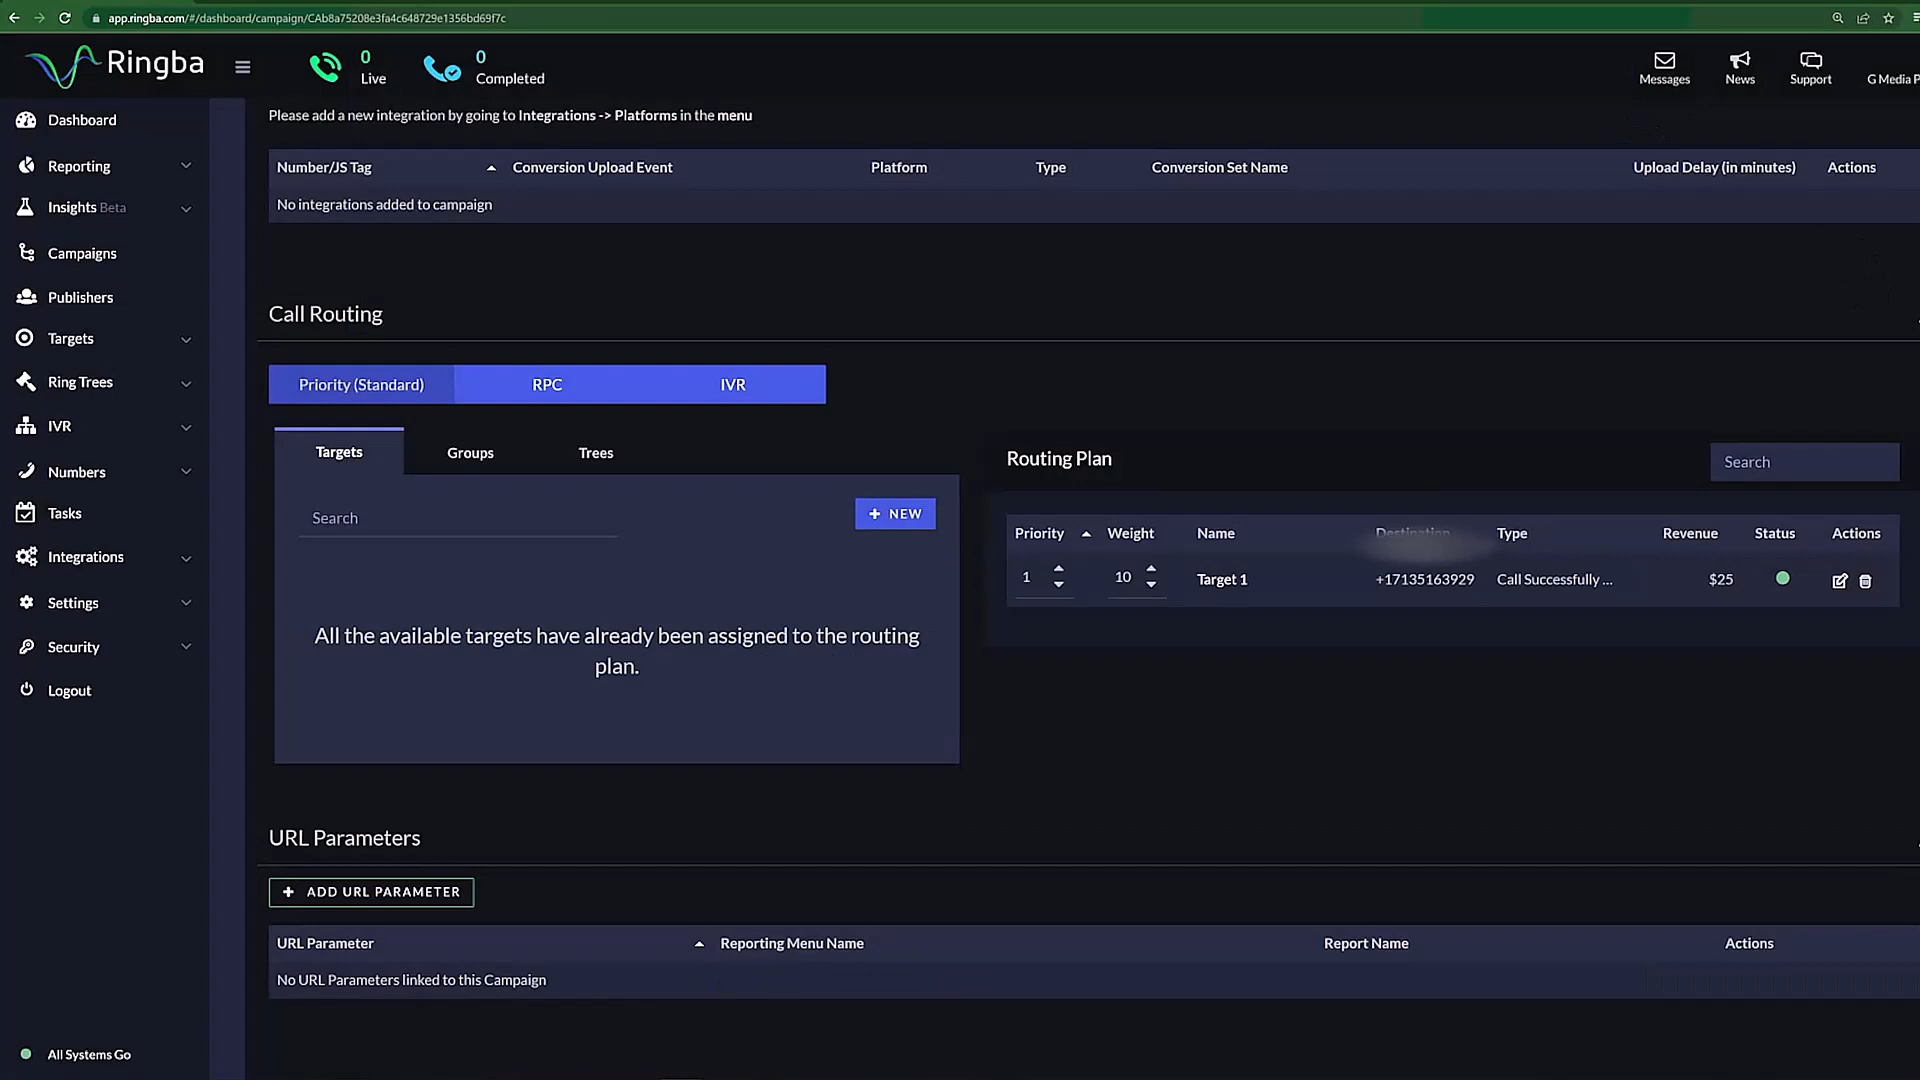 app.ringba.com/#/dashboard/campaign/CAb8a75208e3fa4c648729e1356bd69f7c
Ringba
0
Live
0
Completed
Messages
News
Support
G Media P
Dashboard
Reporting
Insights Beta
Campaigns
Publishers
Targets
Ring Trees
IVR
Numbers
Tasks
Integrations
Settings
Security
Logout
All Systems Go
Please add a new integration by going to Integrations -> Platforms in the menu
Number/JS Tag Conversion Upload Event Platform Type Conversion Set Name Upload Delay (in minutes) Actions
No integrations added to campaign
Call Routing
Priority (Standard) RPC IVR
Targets Groups Trees
Search
+ NEW
All the available targets have already been assigned to the routing
plan.
Routing Plan
Search
Priority Weight Name Destination Type Revenue Status Actions
1 10 Target 1 +17135163929 Call Successfully ... $25
URL Parameters
+ ADD URL PARAMETER
URL Parameter Reporting Menu Name Report Name Actions
No URL Parameters linked to this Campaign